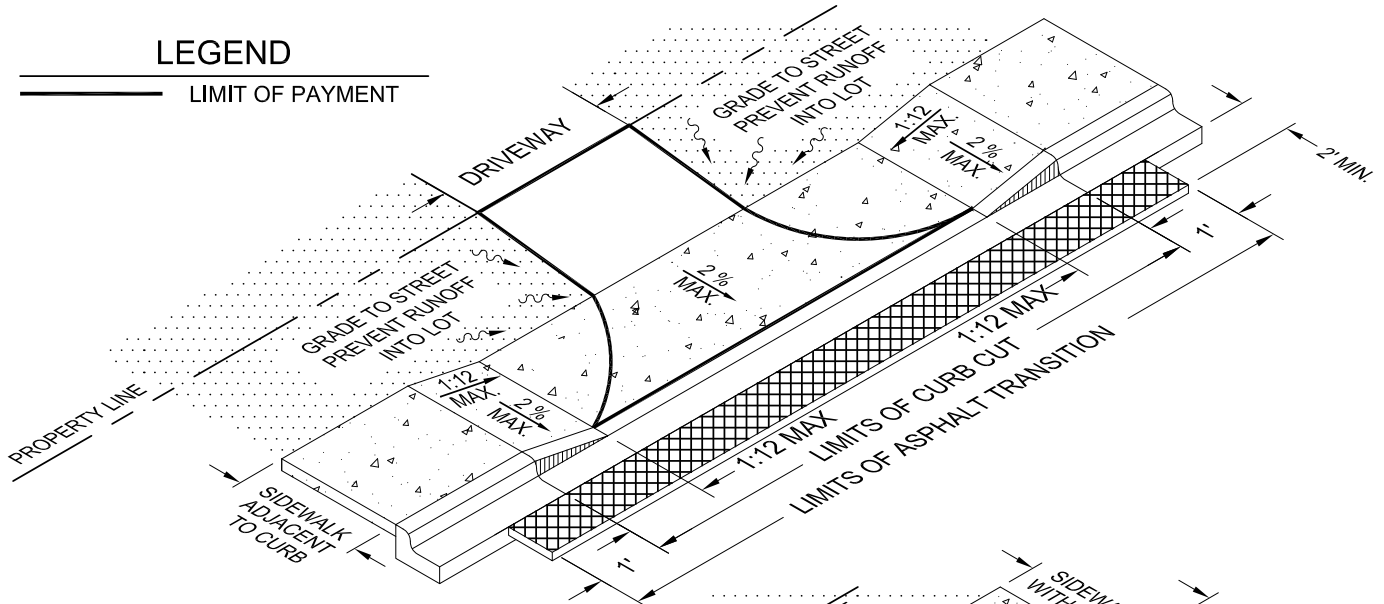 LEGEND
LIMIT OF PAYMENT
DRIVEWAY
GRADE TO STREET
PREVENT RUNOFF
INTO LOT
1:12
MAX
2 %
MAX.
2' MIN.
1'
GRADE TO STREET
PREVENT RUNOFF
INTO LOT
2 %
MAX.
1:12
MAX.
2 %
MAX.
PROPERTY LINE
SIDEWALK
ADJACENT
TO CURB
1:12 MAX
1:12 MAX
LIMITS OF CURB CUT
LIMITS OF ASPHALT TRANSITION
1'